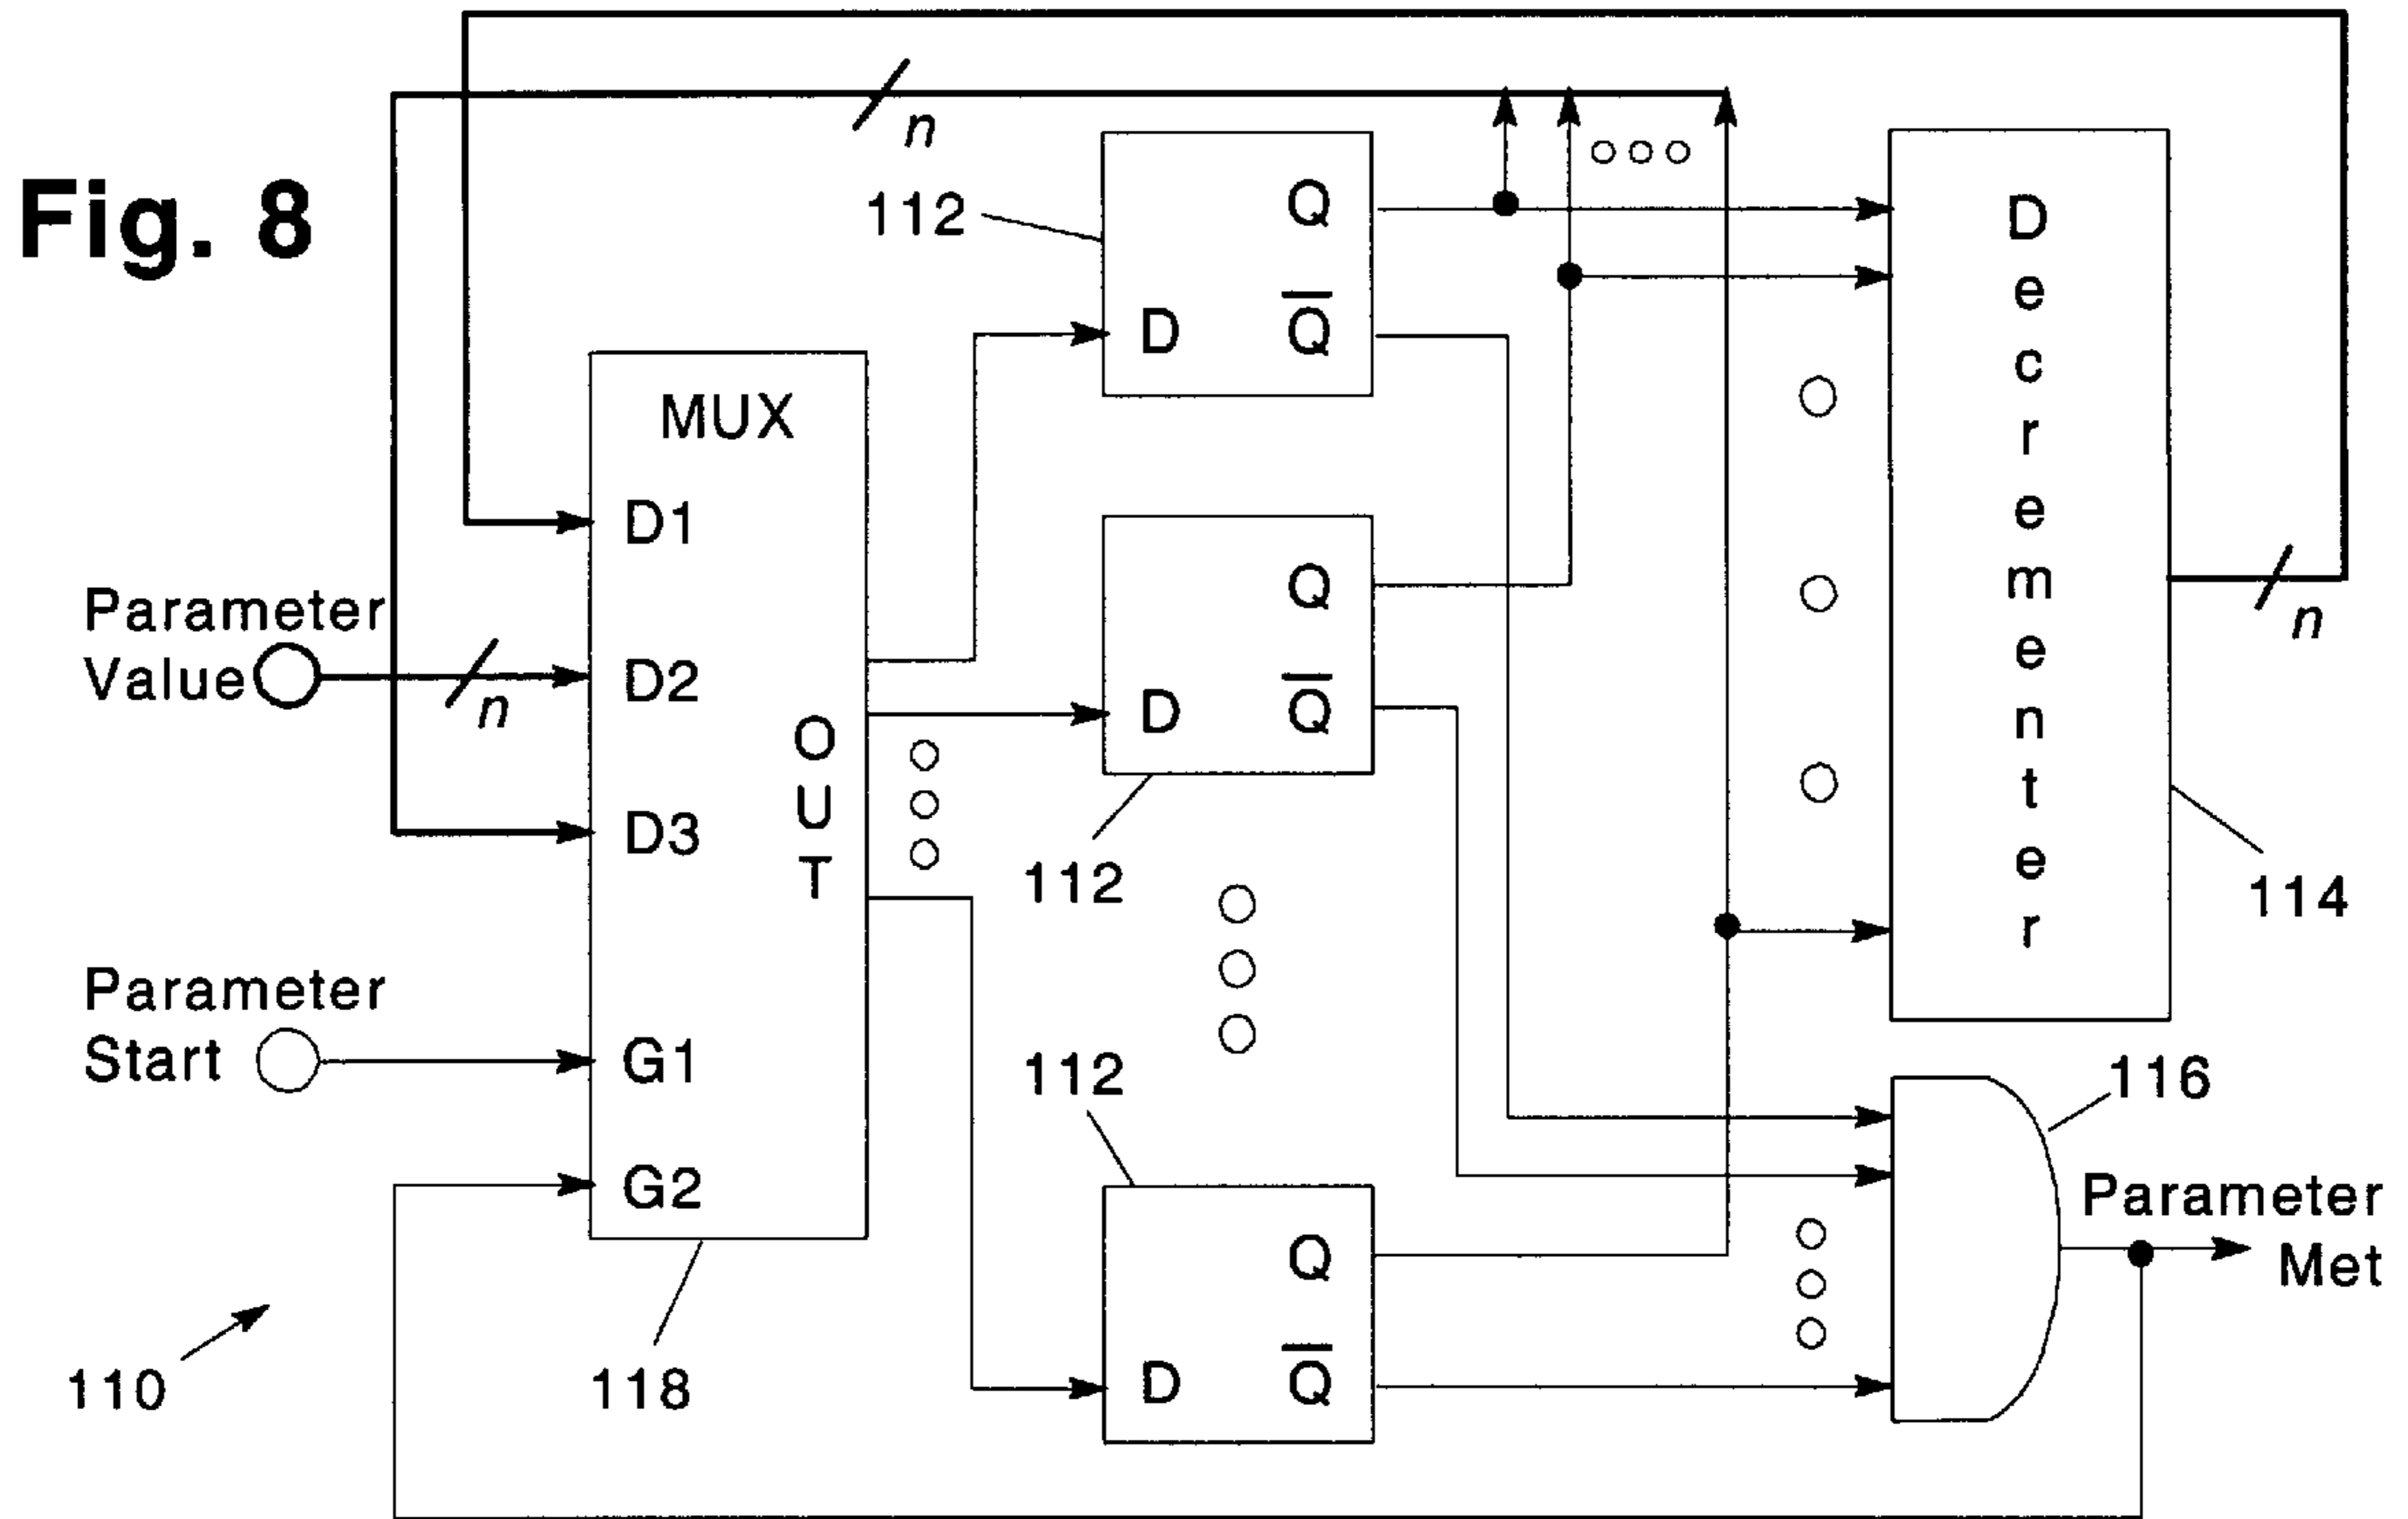 Fig. 8
n
112
Q
Q
D
Decrementer
MUX
D1
D2
D3
OUT
G1
G2
Parameter
Value
n
Parameter
Start
Q
D
Q
112
n
114
112
116
Q
D
Q
Parameter
Met
110
118